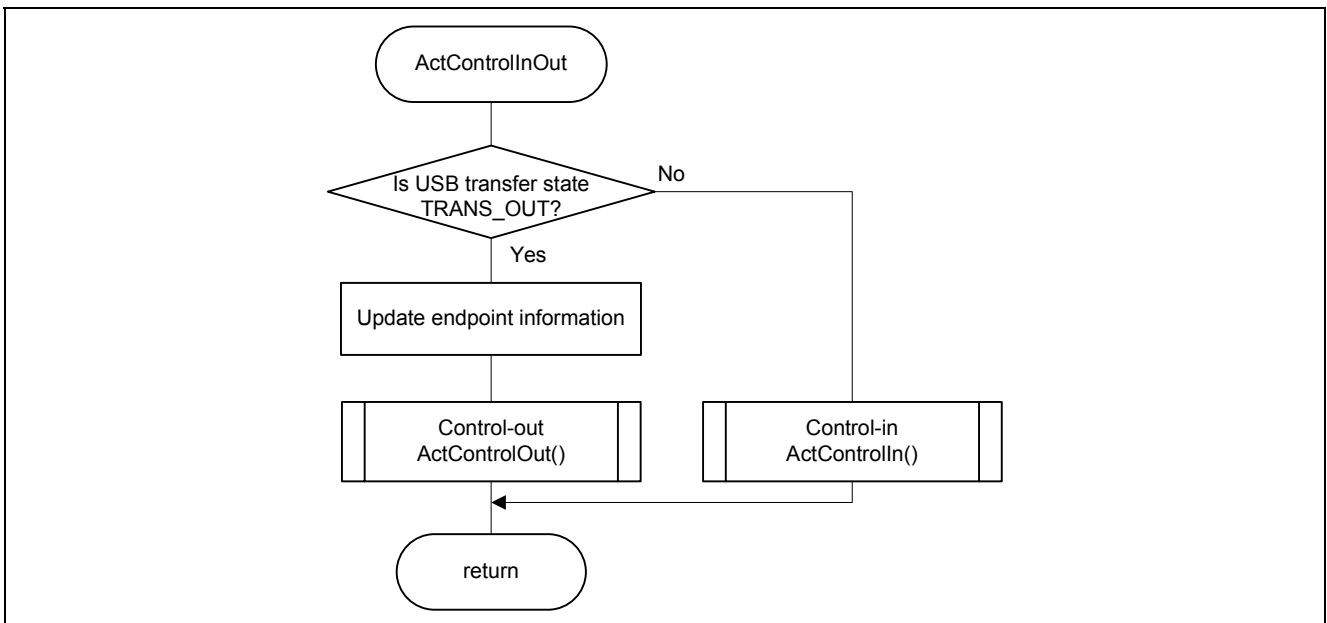 ActControlInOut
Is USB transfer state
TRANS_OUT?
No
Yes
Update endpoint information
Control-out
ActControlOut()
Control-in
ActControlIn()
return